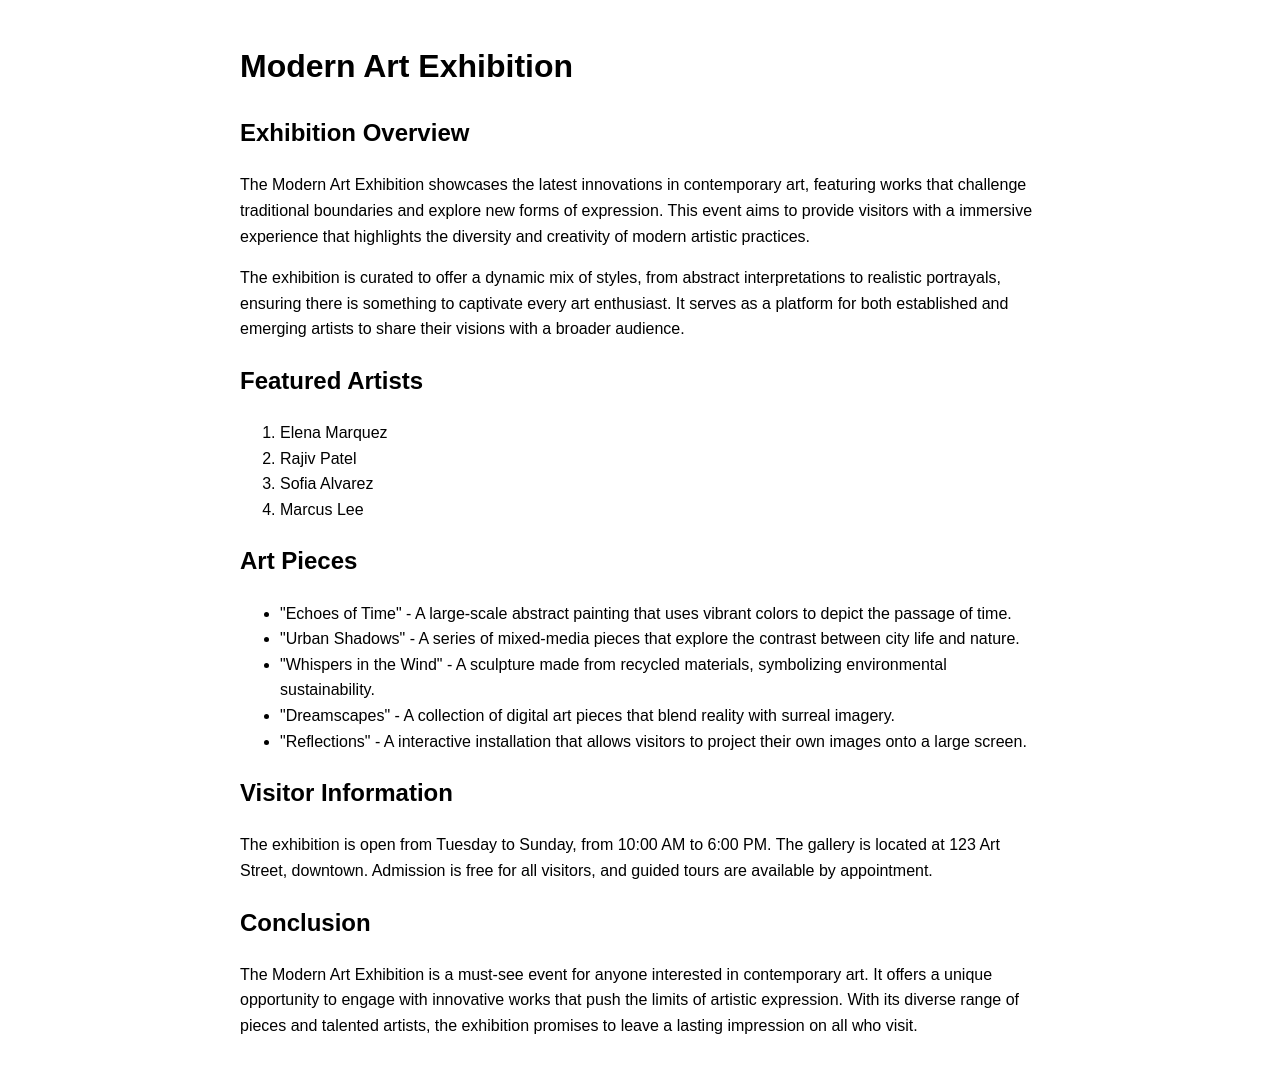 Modern Art Exhibition
Exhibition Overview
The Modern Art Exhibition showcases the latest innovations in contemporary art, featuring works that challenge
traditional boundaries and explore new forms of expression. This event aims to provide visitors with a immersive
experience that highlights the diversity and creativity of modern artistic practices.
The exhibition is curated to offer a dynamic mix of styles, from abstract interpretations to realistic portrayals,
ensuring there is something to captivate every art enthusiast. It serves as a platform for both established and
emerging artists to share their visions with a broader audience.
Featured Artists
1. Elena Marquez
2. Rajiv Patel
3. Sofia Alvarez
4. Marcus Lee
Art Pieces
• "Echoes of Time" - A large-scale abstract painting that uses vibrant colors to depict the passage of time.
• "Urban Shadows" - A series of mixed-media pieces that explore the contrast between city life and nature.
• "Whispers in the Wind" - A sculpture made from recycled materials, symbolizing environmental
sustainability.
• "Dreamscapes" - A collection of digital art pieces that blend reality with surreal imagery.
• "Reflections" - A interactive installation that allows visitors to project their own images onto a large screen.
Visitor Information
The exhibition is open from Tuesday to Sunday, from 10:00 AM to 6:00 PM. The gallery is located at 123 Art
Street, downtown. Admission is free for all visitors, and guided tours are available by appointment.
Conclusion
The Modern Art Exhibition is a must-see event for anyone interested in contemporary art. It offers a unique
opportunity to engage with innovative works that push the limits of artistic expression. With its diverse range of
pieces and talented artists, the exhibition promises to leave a lasting impression on all who visit.